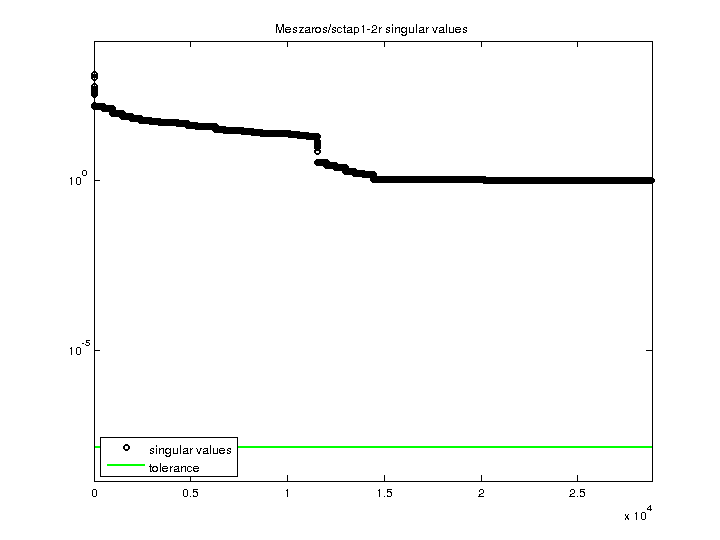 Meszaros/sctap1-2r singular values
10^0
10^-5
singular values
tolerance
0 0.5 1 1.5 2 2.5
x 10^4